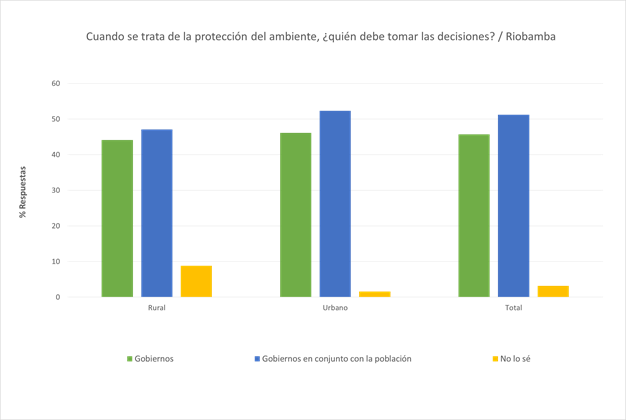 Cuando se trata de la protección del ambiente, ¿quién debe tomar las decisiones? / Riobamba
60
50
40
30
20
10
0
% Respuestas
Rural Urbano Total
Gobiernos Gobiernos en conjunto con la población No lo sé